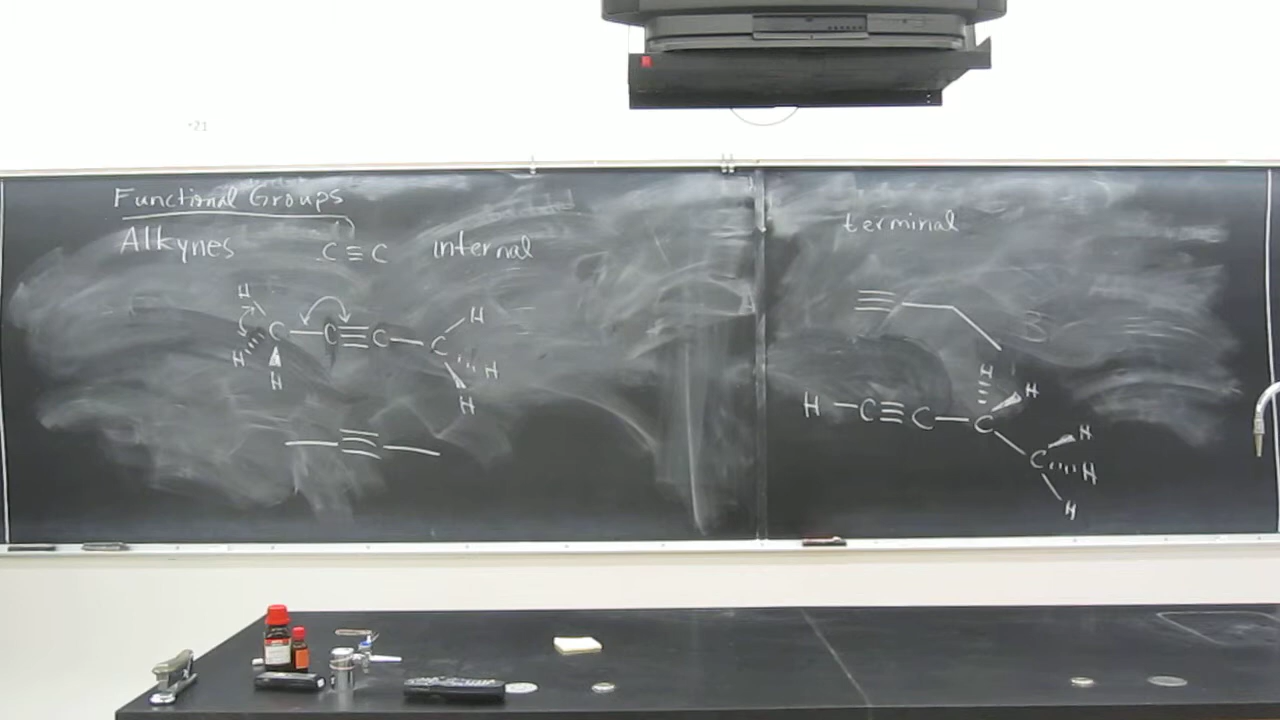 Functional Groups
Alkynes C≡C internal
H
C—C≡C—C H
H H
H H
terminal
H H
H—C≡C—C H
C H
H